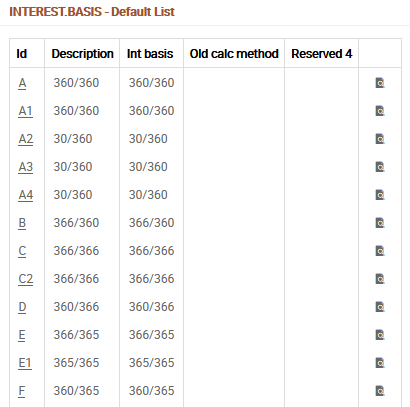 INTEREST.BASIS - Default List
Id Description Int basis Old calc method Reserved 4
A 360/360 360/360
A1 360/360 360/360
A2 30/360 30/360
A3 30/360 30/360
A4 30/360 30/360
B 366/360 366/360
C 366/366 366/366
C2 366/366 366/366
D 360/366 360/366
E 366/365 366/365
E1 365/365 365/365
F 360/365 360/365